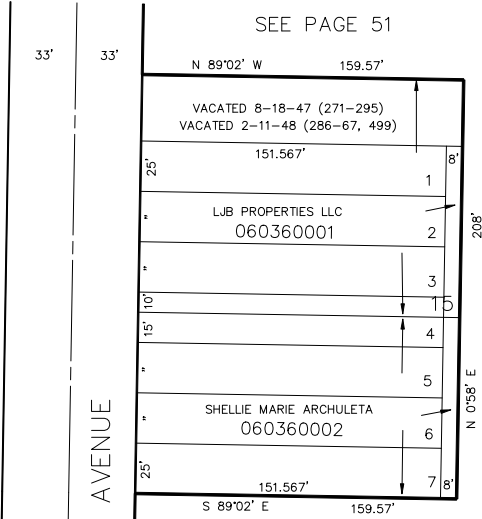 SEE PAGE 51
33' 33'
N 89°02' W 159.57'
VACATED 8-18-47 (271-295)
VACATED 2-11-48 (286-67, 499)
151.567' 8'
25' 1
LJB PROPERTIES LLC
" 060360001 2
208'
" 3
10' 15
15' 4
" 5
N 0°58' E
AVENUE
SHELLIE MARIE ARCHULETA
" 060360002 6
25' 7
151.567' 8'
S 89°02' E 159.57'